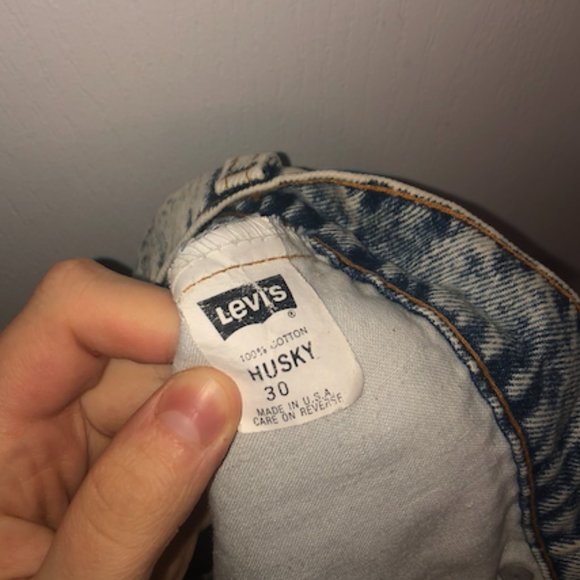 Levi's
®
100% COTTON
HUSKY
30
MADE IN U.S.A.
CARE ON REVERSE